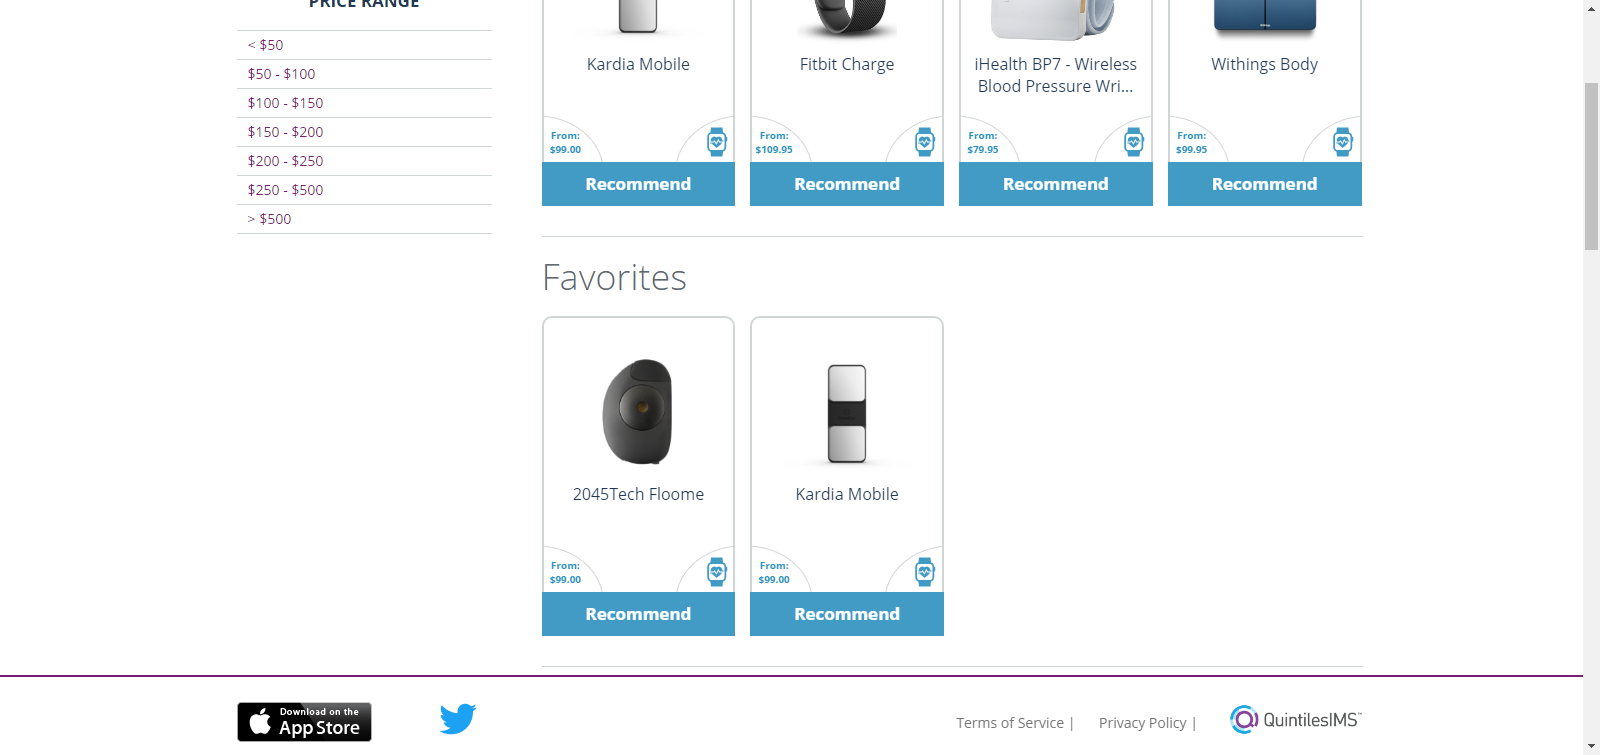 PRICE RANGE
< $50
$50 - $100
$100 - $150
$150 - $200
$200 - $250
$250 - $500
> $500
Kardia Mobile
From:
$99.00
Recommend
Fitbit Charge
From:
$109.95
Recommend
iHealth BP7 - Wireless
Blood Pressure Wri...
From:
$79.95
Recommend
Withings Body
From:
$99.95
Recommend
Favorites
2045Tech Floome
From:
$99.00
Recommend
Kardia Mobile
From:
$99.00
Recommend
Download on the
App Store
Terms of Service |
Privacy Policy |
QuintilesIMS™